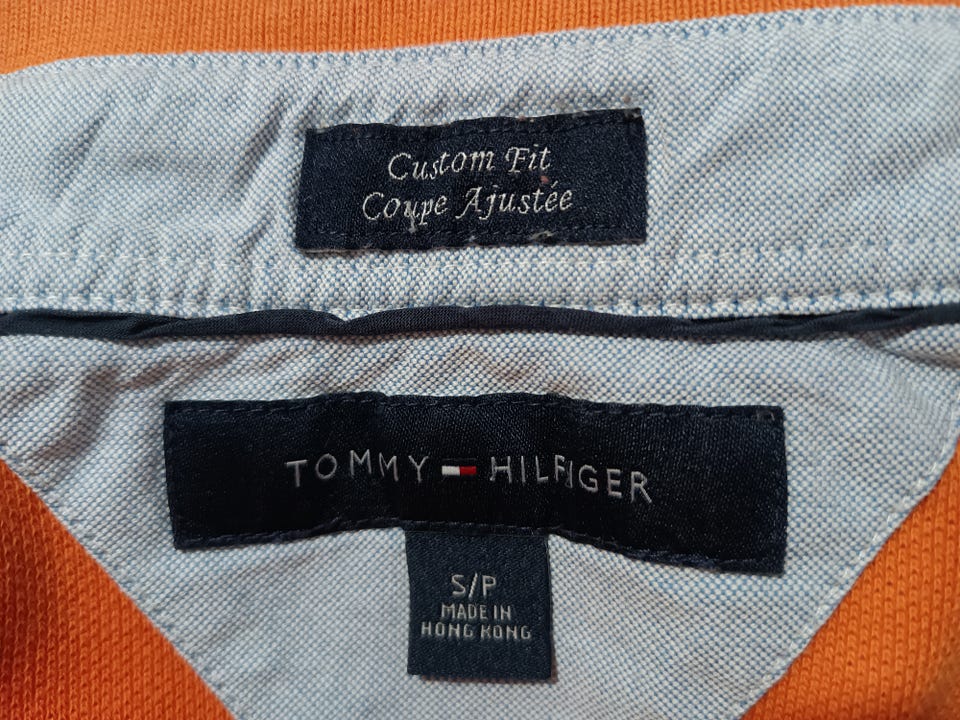 Custom Fit
Coupe Ajustée
TOMMY HILFIGER
S/P
MADE IN
HONG KONG